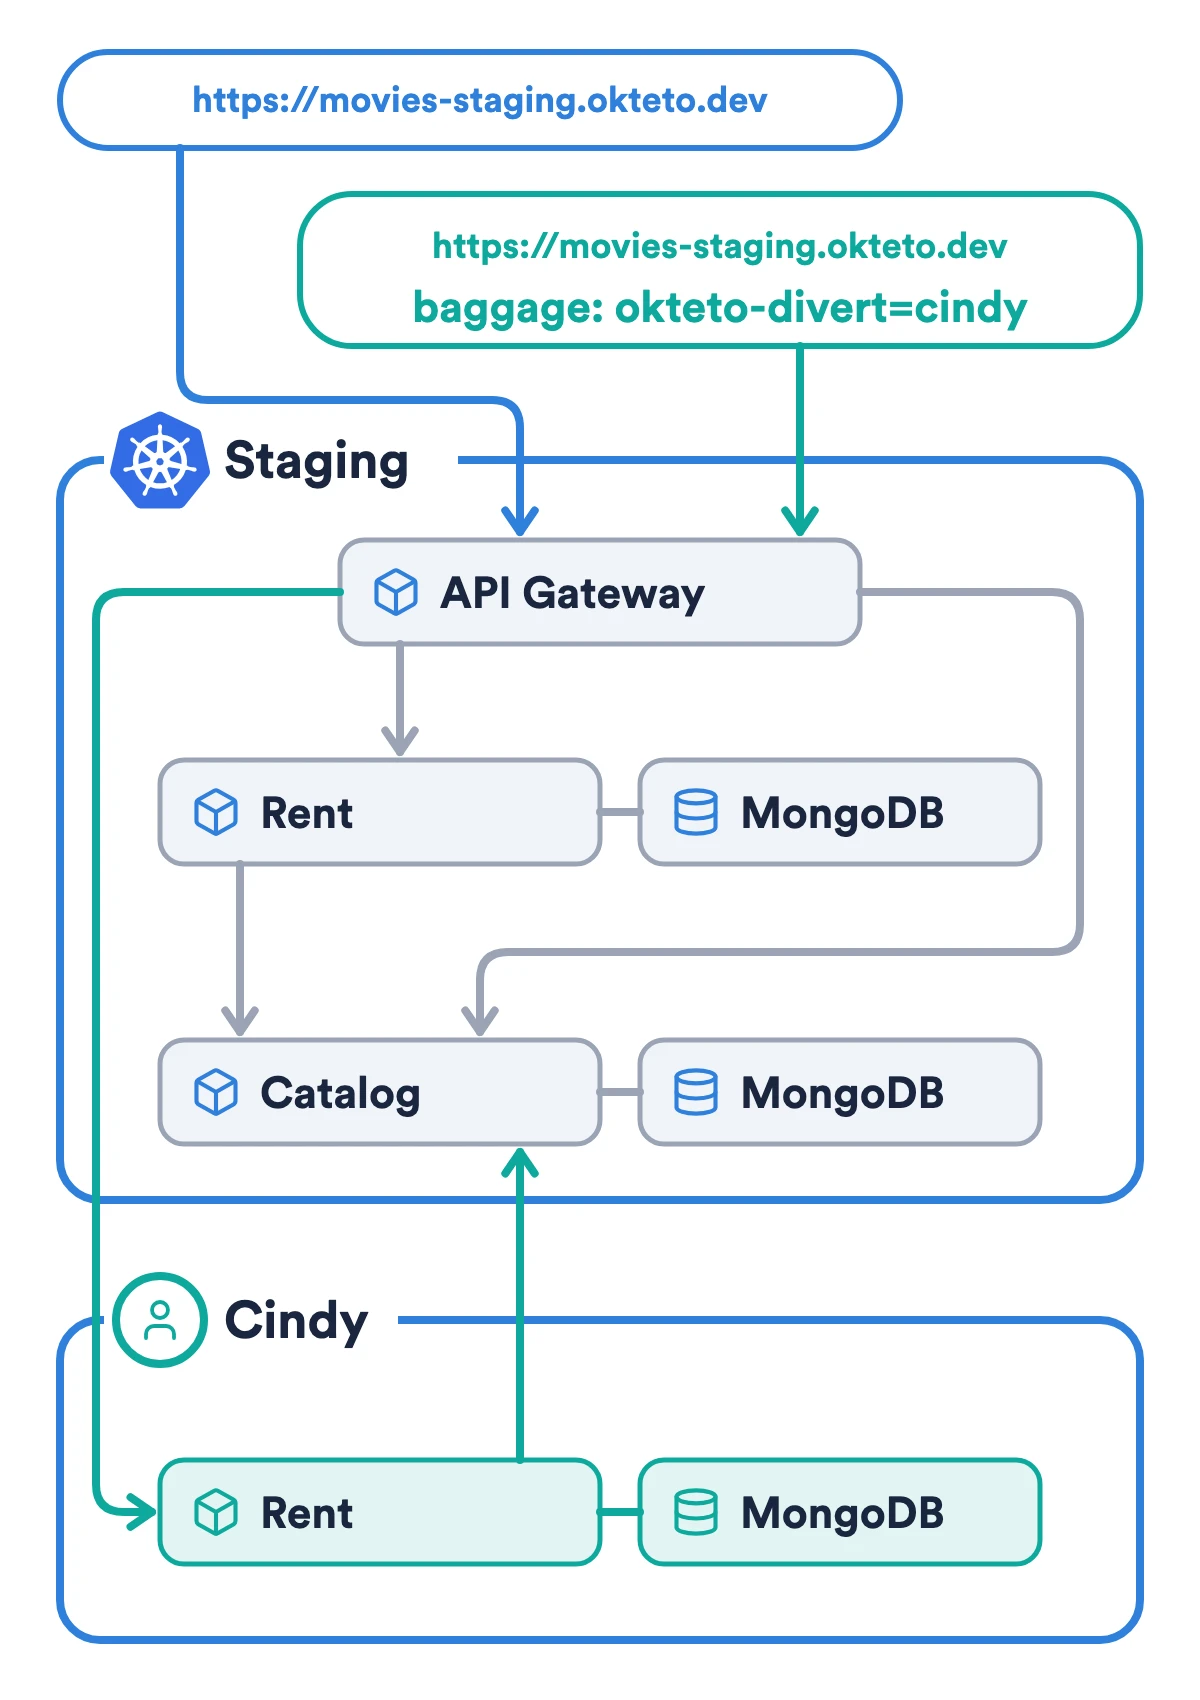 https://movies-staging.okteto.dev
https://movies-staging.okteto.dev
baggage: okteto-divert=cindy
Staging
API Gateway
Rent
MongoDB
Catalog
MongoDB
Cindy
Rent
MongoDB